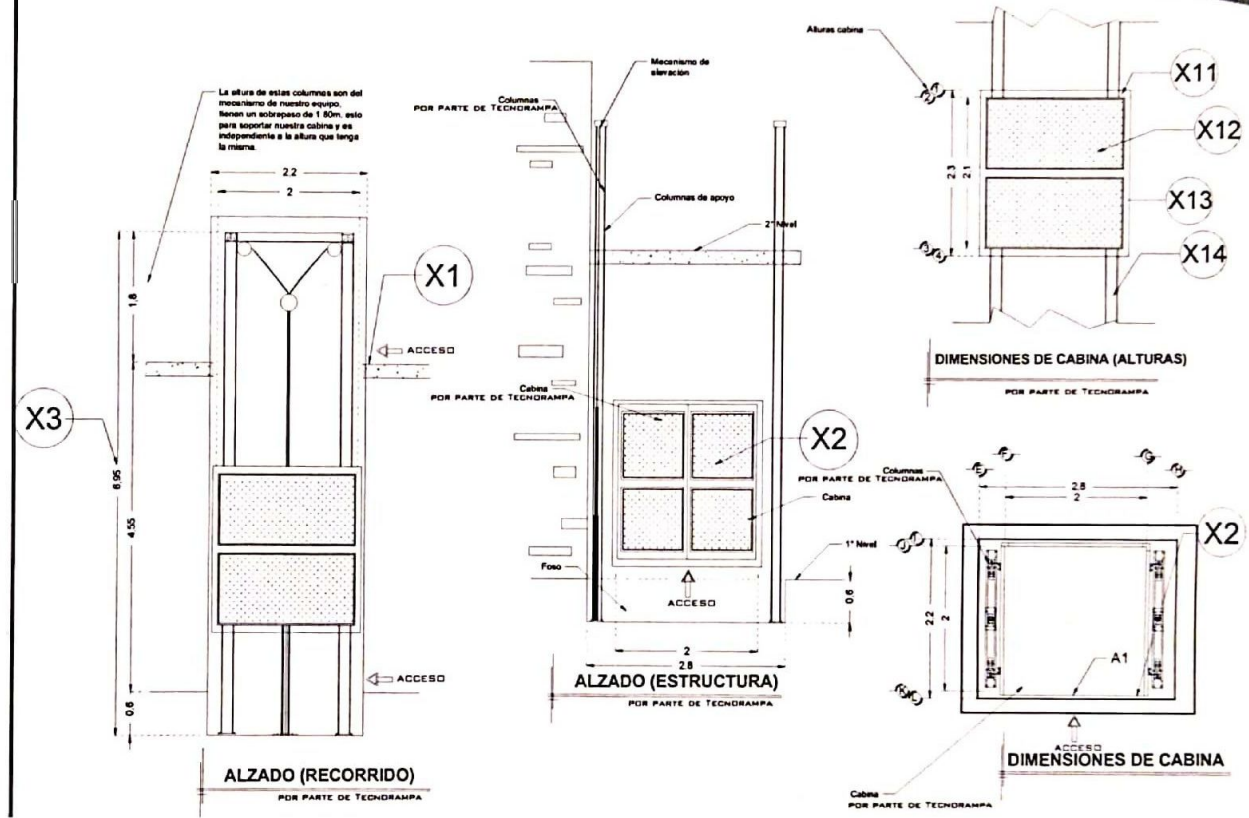 La altura de estas columnas son del
mecanismo de nuestro equipo,
tienen un sobrepaso de 1 80m. esto
para soportar nuestra cabina y es
independiente a la altura que tenga
la misma.
2.2
2
X1
1.8
ACCESO
X3
6.95
4.55
ACCESO
0.6
ALZADO (RECORRIDO)
POR PARTE DE TECNORAMPA
Mecanismo de
elevación
Columnas
POR PARTE DE TECNORAMPA
Columnas de apoyo
2° Nivel
Cabina
POR PARTE DE TECNORAMPA
X2
Cabina
1° Nivel
Foso
ACCESO
0.6
2
2.8
ALZADO (ESTRUCTURA)
POR PARTE DE TECNORAMPA
Alturas cabina
X11
X12
2.3
2.1
X13
X14
DIMENSIONES DE CABINA (ALTURAS)
POR PARTE DE TECNORAMPA
Columnas
POR PARTE DE TECNORAMPA
2.8
2
X2
2.2
2
A1
ACCESO
DIMENSIONES DE CABINA
Cabina
POR PARTE DE TECNORAMPA